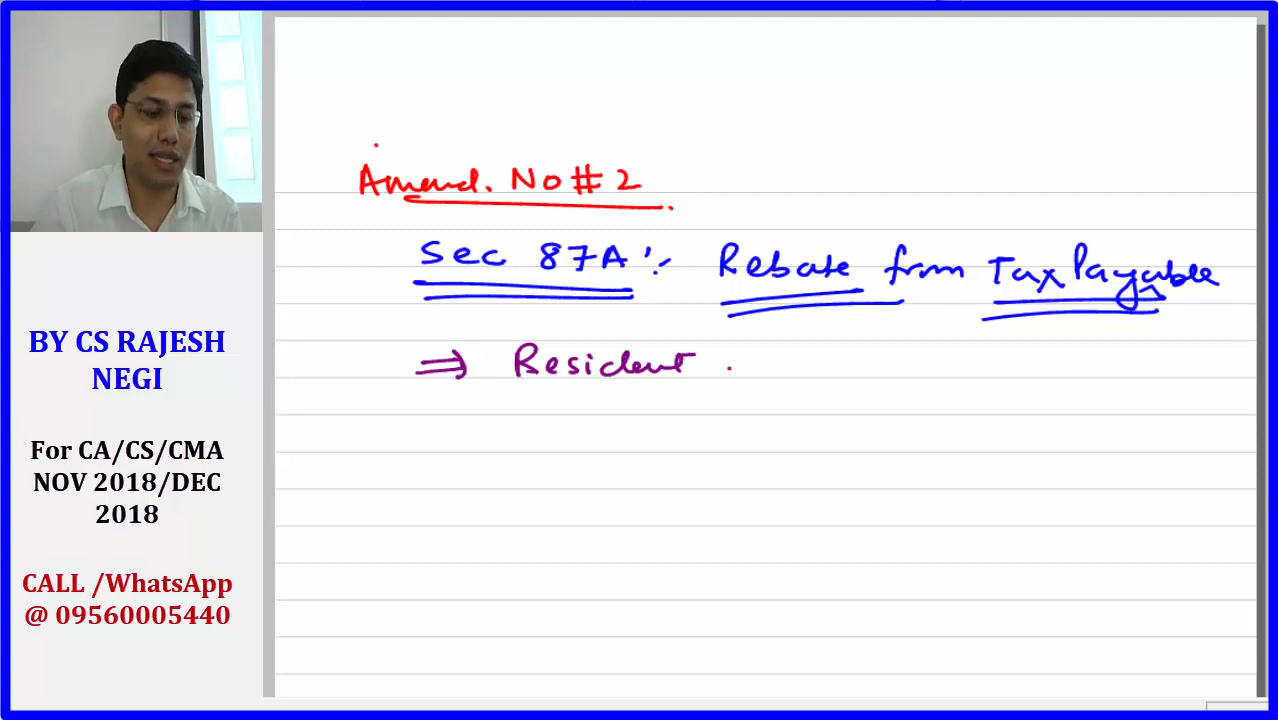 Amend. No # 2
Sec 87A :- Rebate from Tax Payable
⇒ Resident
BY CS RAJESH
NEGI
For CA/CS/CMA
NOV 2018/DEC
2018
CALL /WhatsApp
@ 09560005440